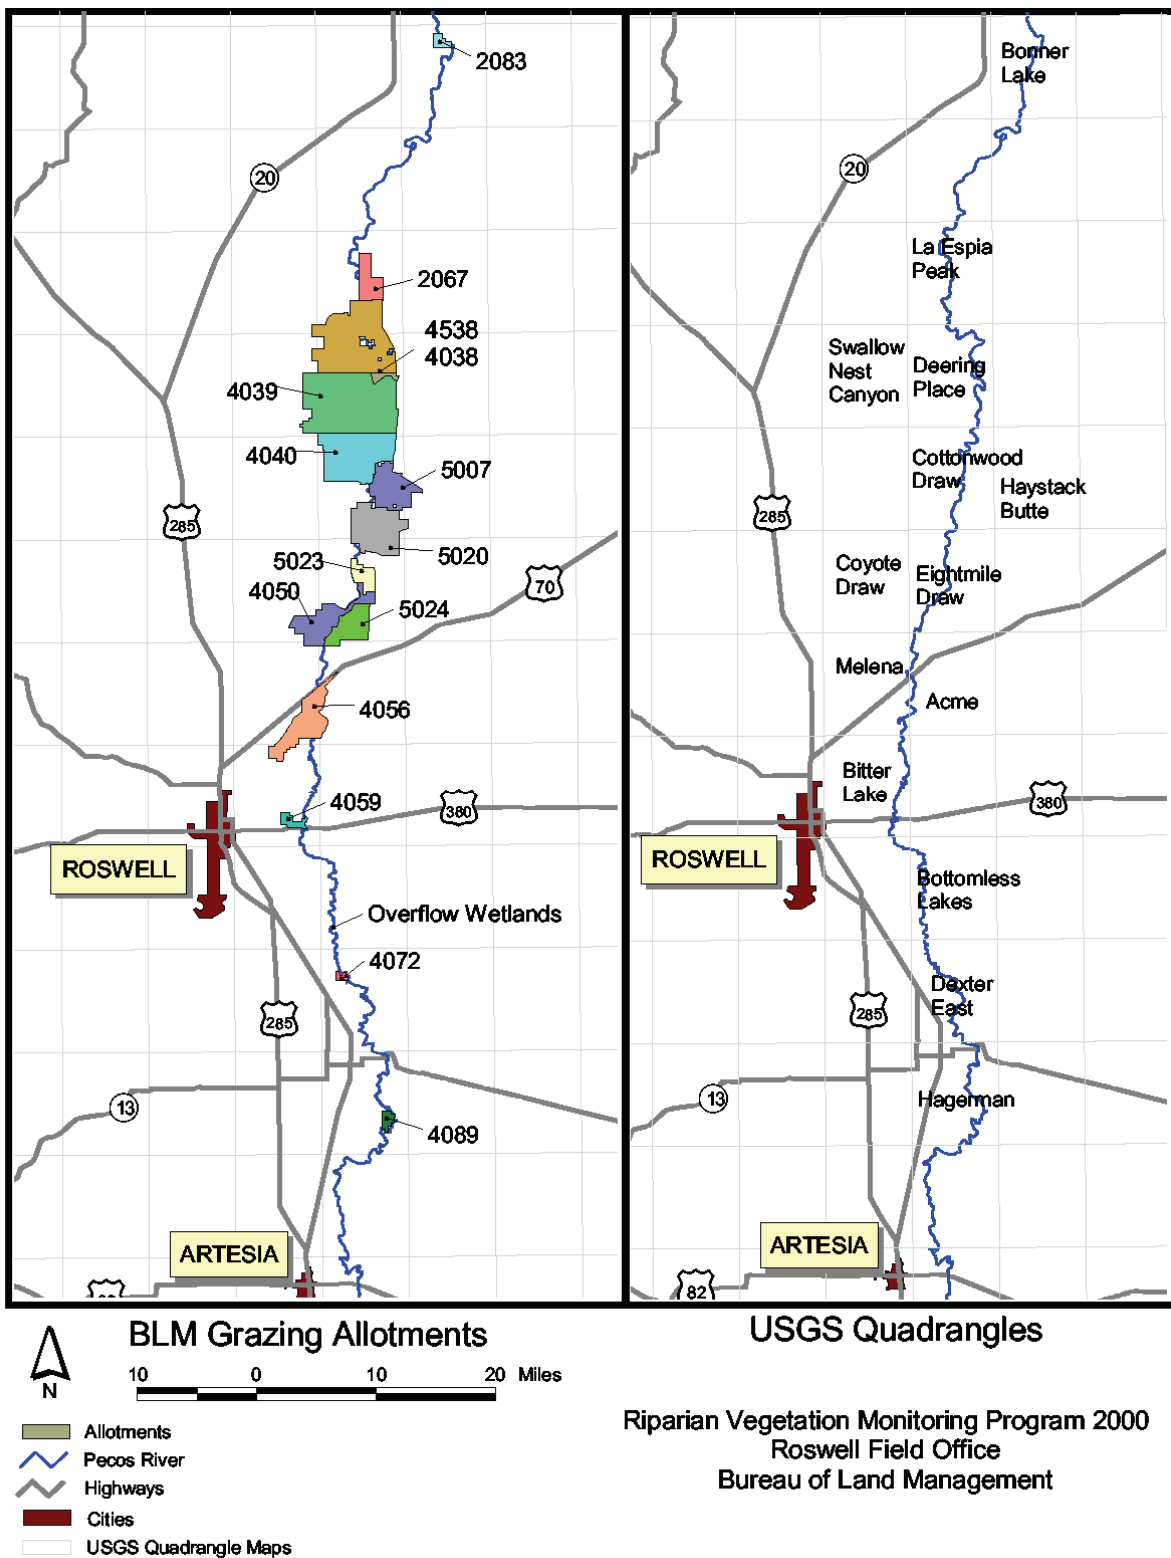 2083
20
2067
4538
4038
4039
4040
5007
285
5020
5023
70
4050
5024
4056
4059
380
ROSWELL
Overflow Wetlands
4072
285
13
4089
ARTESIA
Bonner
Lake
20
La Espia
Peak
Swallow
Nest
Canyon
Deering
Place
Cottonwood
Draw
Haystack
Butte
285
Coyote
Draw
Eightmile
Draw
Melena
Acme
Bitter
Lake
380
ROSWELL
Bottomless
Lakes
Dexter
East
285
13
Hagerman
ARTESIA
82
BLM Grazing Allotments
USGS Quadrangles
N
10 0 10 20 Miles
Allotments
Pecos River
Highways
Cities
USGS Quadrangle Maps
Riparian Vegetation Monitoring Program 2000
Roswell Field Office
Bureau of Land Management